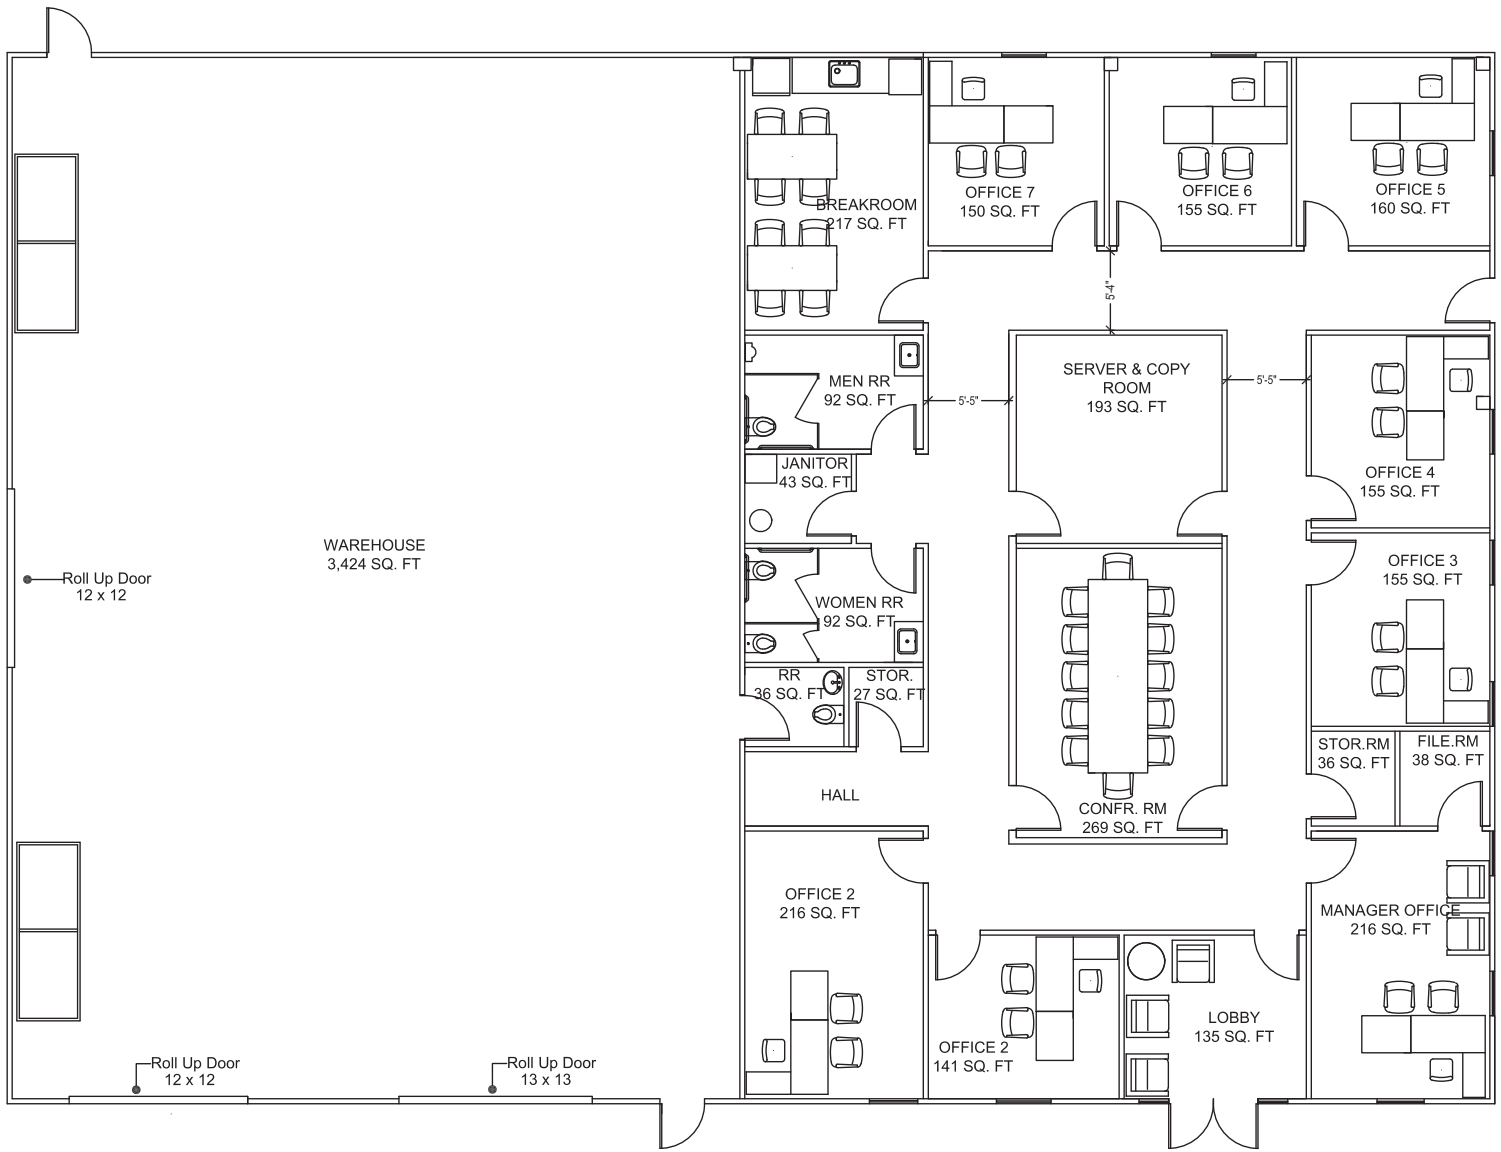 BREAKROOM
217 SQ. FT
OFFICE 7
150 SQ. FT
OFFICE 6
155 SQ. FT
OFFICE 5
160 SQ. FT
5'-4"
MEN RR
92 SQ. FT
5'-5"
SERVER & COPY
ROOM
193 SQ. FT
5'-5"
OFFICE 4
155 SQ. FT
JANITOR
43 SQ. FT
WAREHOUSE
3,424 SQ. FT
Roll Up Door
12 x 12
OFFICE 3
155 SQ. FT
WOMEN RR
92 SQ. FT
RR
36 SQ. FT
STOR.
27 SQ. FT
STOR.RM
36 SQ. FT
FILE.RM
38 SQ. FT
HALL
CONFR. RM
269 SQ. FT
OFFICE 2
216 SQ. FT
MANAGER OFFICE
216 SQ. FT
OFFICE 2
141 SQ. FT
LOBBY
135 SQ. FT
Roll Up Door
12 x 12
Roll Up Door
13 x 13